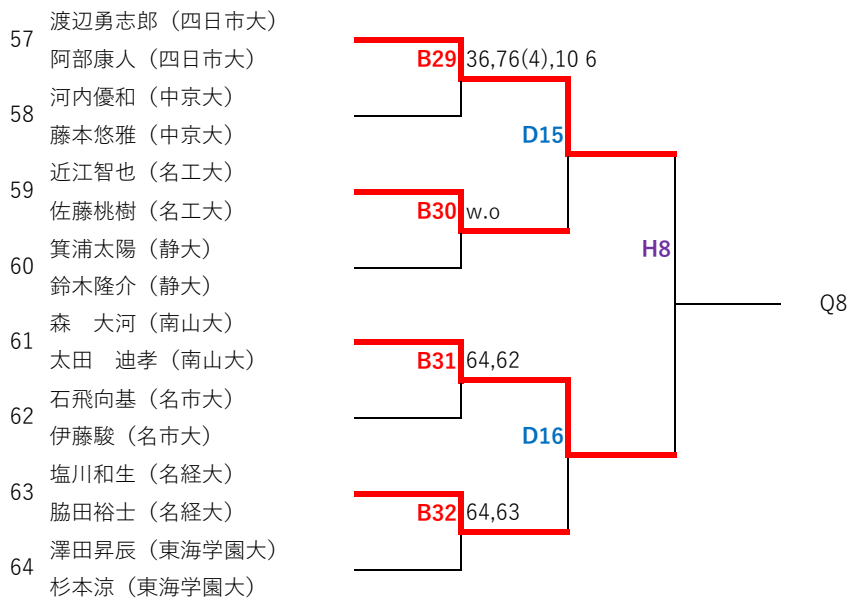 57
渡辺勇志郎（四日市大）
阿部康人（四日市大）
B29 36,76(4),10 6
58
河内優和（中京大）
藤本悠雅（中京大）
D15
59
近江智也（名工大）
佐藤桃樹（名工大）
B30 w.o
60
箕浦太陽（静大）
鈴木隆介（静大）
H8
Q8
61
森　大河（南山大）
太田　迪孝（南山大）
B31 64,62
62
石飛向基（名市大）
伊藤駿（名市大）
D16
63
塩川和生（名経大）
脇田裕士（名経大）
B32 64,63
64
澤田昇辰（東海学園大）
杉本涼（東海学園大）